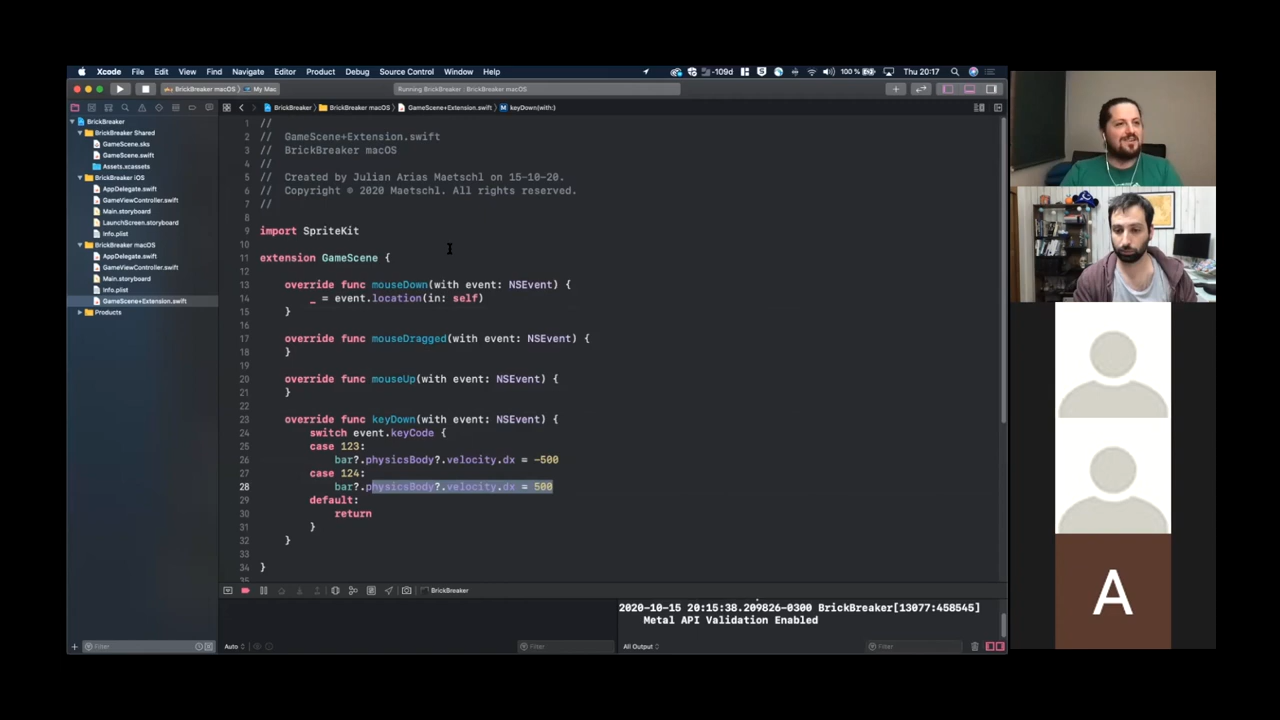 Xcode File Edit View Find Navigate Editor Product Debug Source Control Window Help
-109d 100 % Thu 20:17
BrickBreaker macOS My Mac
Running BrickBreaker : BrickBreaker macOS
BrickBreaker BrickBreaker macOS GameScene+Extension.swift M keyDown(with:)
BrickBreaker
BrickBreaker Shared
GameScene.sks
GameScene.swift
Assets.xcassets
BrickBreaker iOS
AppDelegate.swift
GameViewController.swift
Main.storyboard
LaunchScreen.storyboard
Info.plist
BrickBreaker macOS
AppDelegate.swift
GameViewController.swift
Main.storyboard
Info.plist
GameScene+Extension.swift
Products
1 //
2 //  GameScene+Extension.swift
3 //  BrickBreaker macOS
4 //
5 //  Created by Julian Arias Maetschl on 15-10-20.
6 //  Copyright © 2020 Maetschl. All rights reserved.
7 //
8
9 import SpriteKit
10
11 extension GameScene {
12
13 override func mouseDown(with event: NSEvent) {
14 _ = event.location(in: self)
15 }
16
17 override func mouseDragged(with event: NSEvent) {
18 }
19
20 override func mouseUp(with event: NSEvent) {
21 }
22
23 override func keyDown(with event: NSEvent) {
24 switch event.keyCode {
25 case 123:
26 bar?.physicsBody?.velocity.dx = -500
27 case 124:
28 bar?.physicsBody?.velocity.dx = 500
29 default:
30 return
31 }
32 }
33
34 }
35
BrickBreaker
2020-10-15 20:15:38.209826-0300 BrickBreaker[13077:458545]
Metal API Validation Enabled
Filter
Auto
Filter
All Output
Filter
A